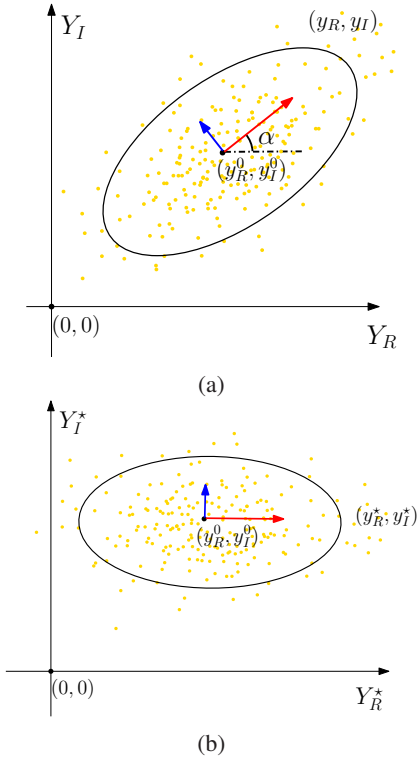 Y_I
(y_R, y_I)
α
(y_R^0, y_I^0)
(0, 0)
Y_R
(a)
Y_I^⋆
(y_R^⋆, y_I^⋆)
(y_R^0, y_I^0)
(0, 0)
Y_R^⋆
(b)